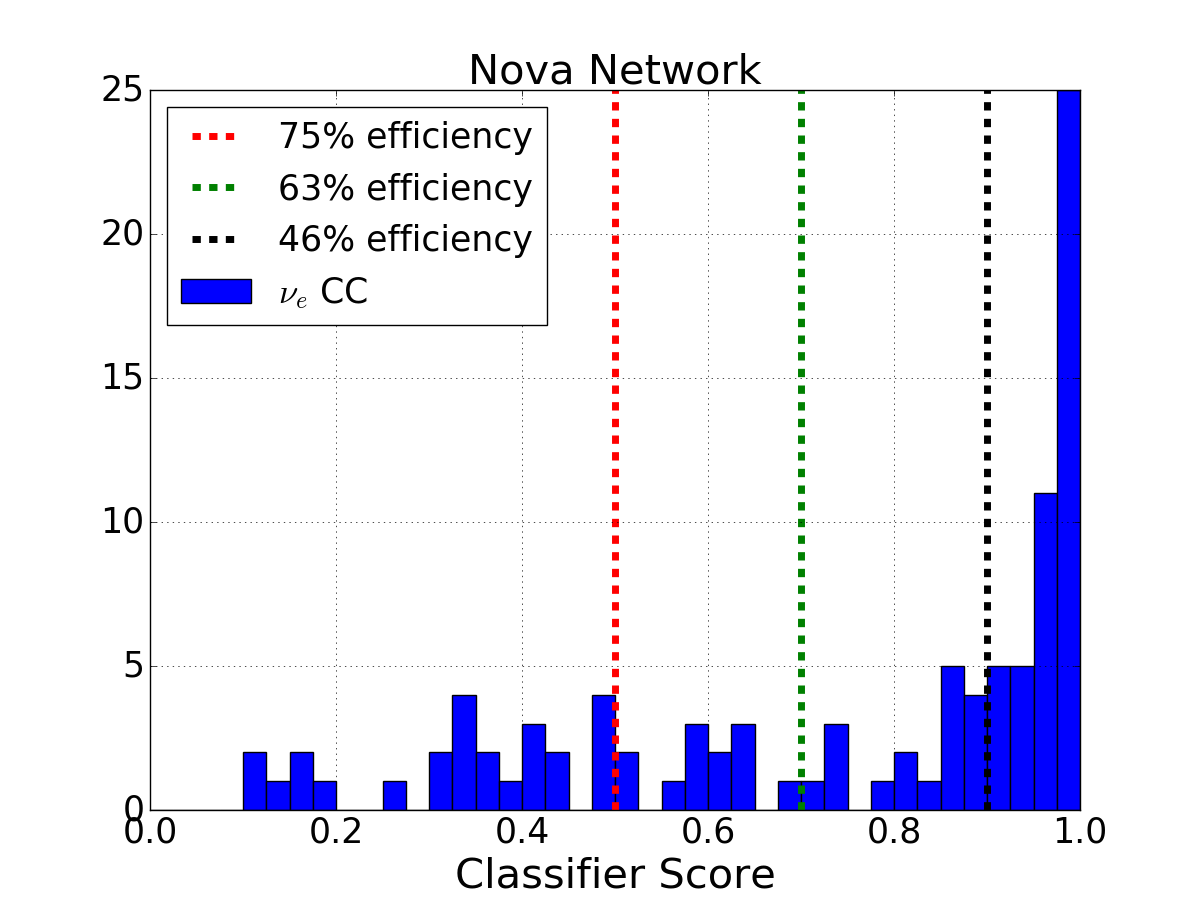 Nova Network
25
20
15
10
5
0
75% efficiency
63% efficiency
46% efficiency
νₑ CC
0.0 0.2 0.4 0.6 0.8 1.0
Classifier Score